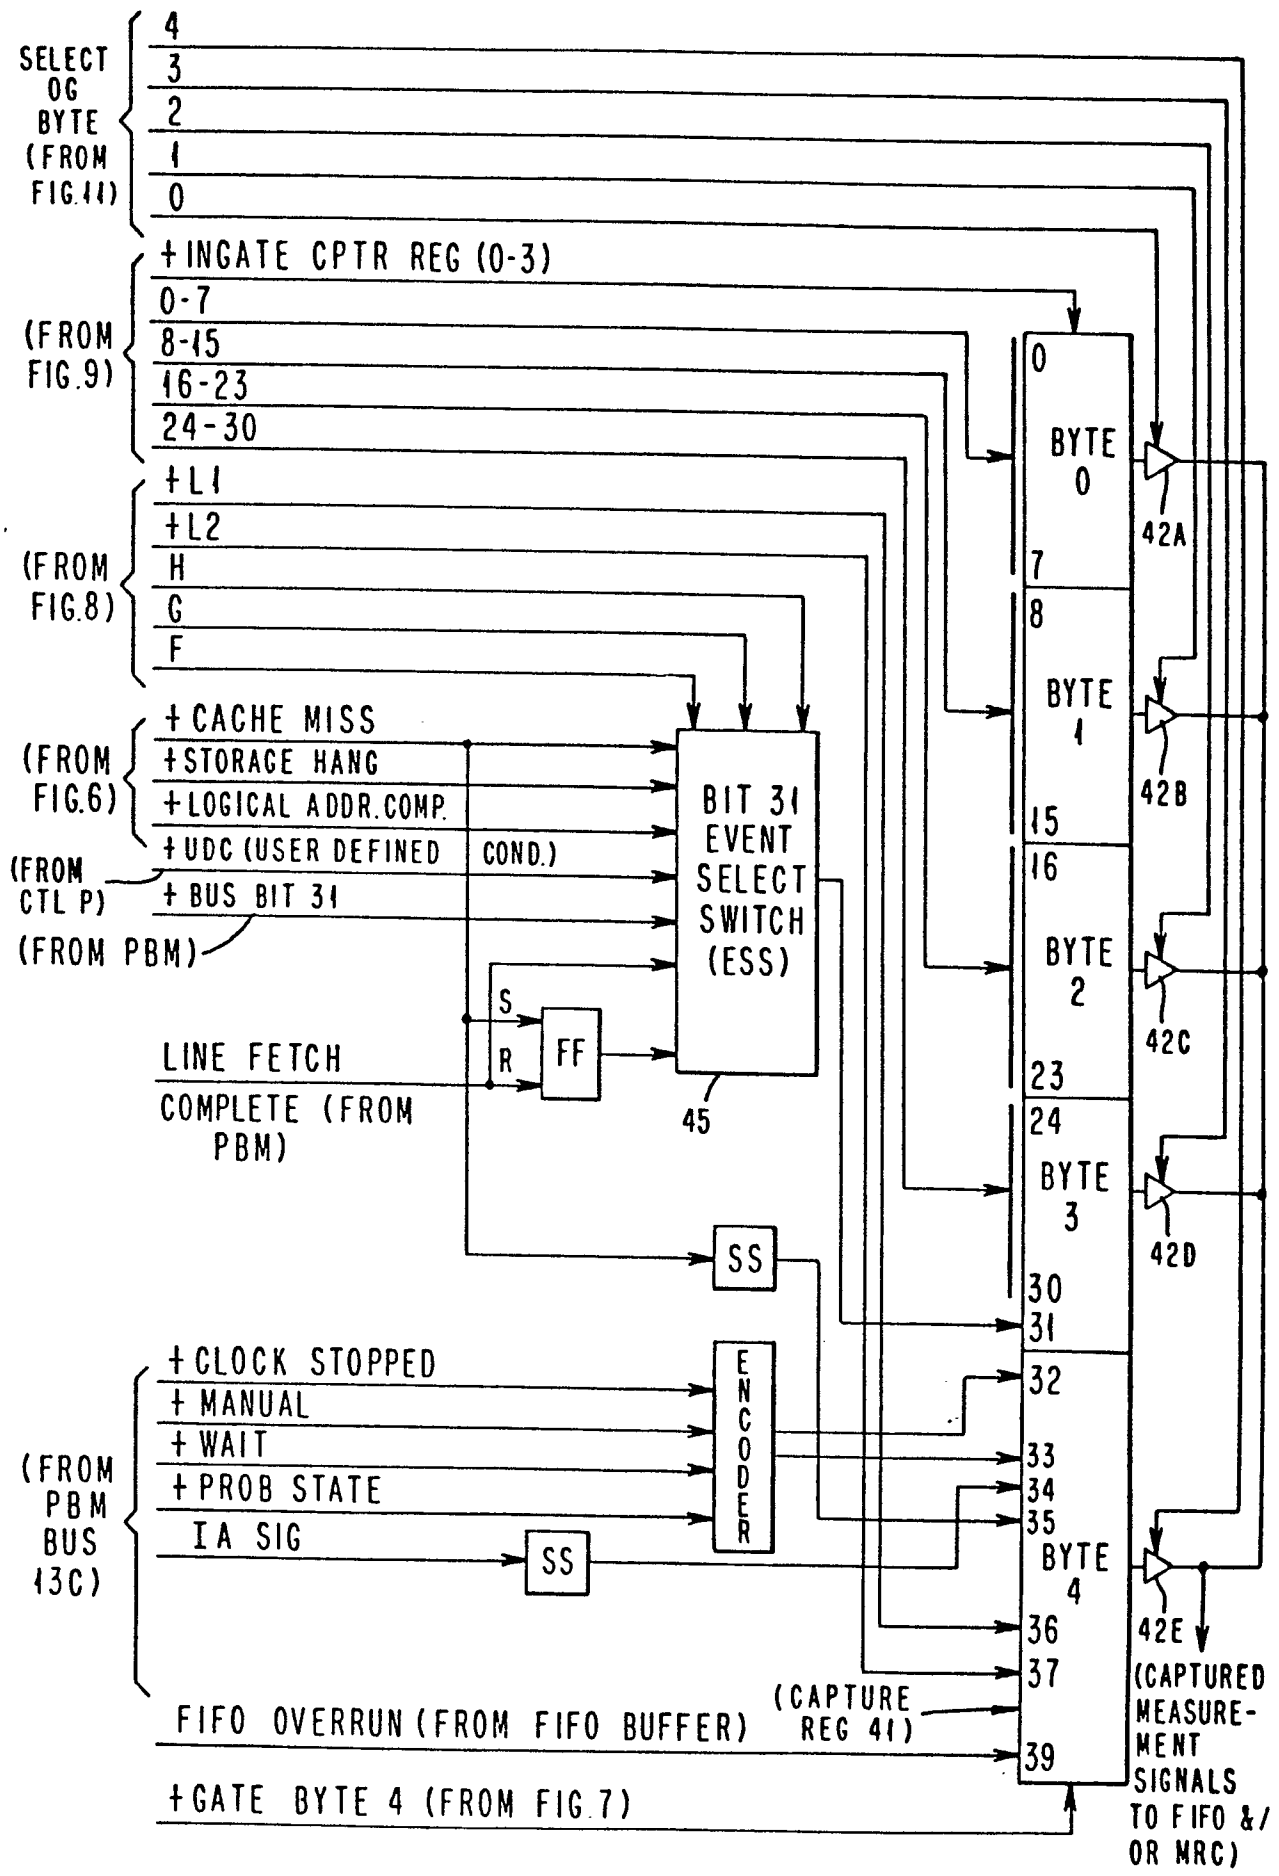 4
SELECT
OG
BYTE
(FROM
FIG.11)
3
2
1
0
+INGATE CPTR REG (0-3)
(FROM
FIG.9)
0-7
8-15
16-23
24-30
(FROM
FIG.8)
+L1
+L2
H
G
F
(FROM
FIG.6)
+ CACHE MISS
+STORAGE HANG
+LOGICAL ADDR.COMP.
+UDC (USER DEFINED COND.)
(FROM
CTL P)
+ BUS BIT 31
(FROM PBM)
BIT 31
EVENT
SELECT
SWITCH
(ESS)
45
S
R
FF
LINE FETCH
COMPLETE (FROM
PBM)
SS
(FROM
PBM
BUS
13C)
+ CLOCK STOPPED
+ MANUAL
+ WAIT
+ PROB STATE
IA SIG
SS
ENCODER
FIFO OVERRUN (FROM FIFO BUFFER)
+GATE BYTE 4 (FROM FIG.7)
(CAPTURE
REG 41)
0
BYTE
0
7
8
BYTE
1
15
16
BYTE
2
23
24
BYTE
3
30
31
32
33
34
35
BYTE
4
36
37
39
42A
42B
42C
42D
42E
(CAPTURED
MEASURE-
MENT
SIGNALS
TO FIFO &/
OR MRC)